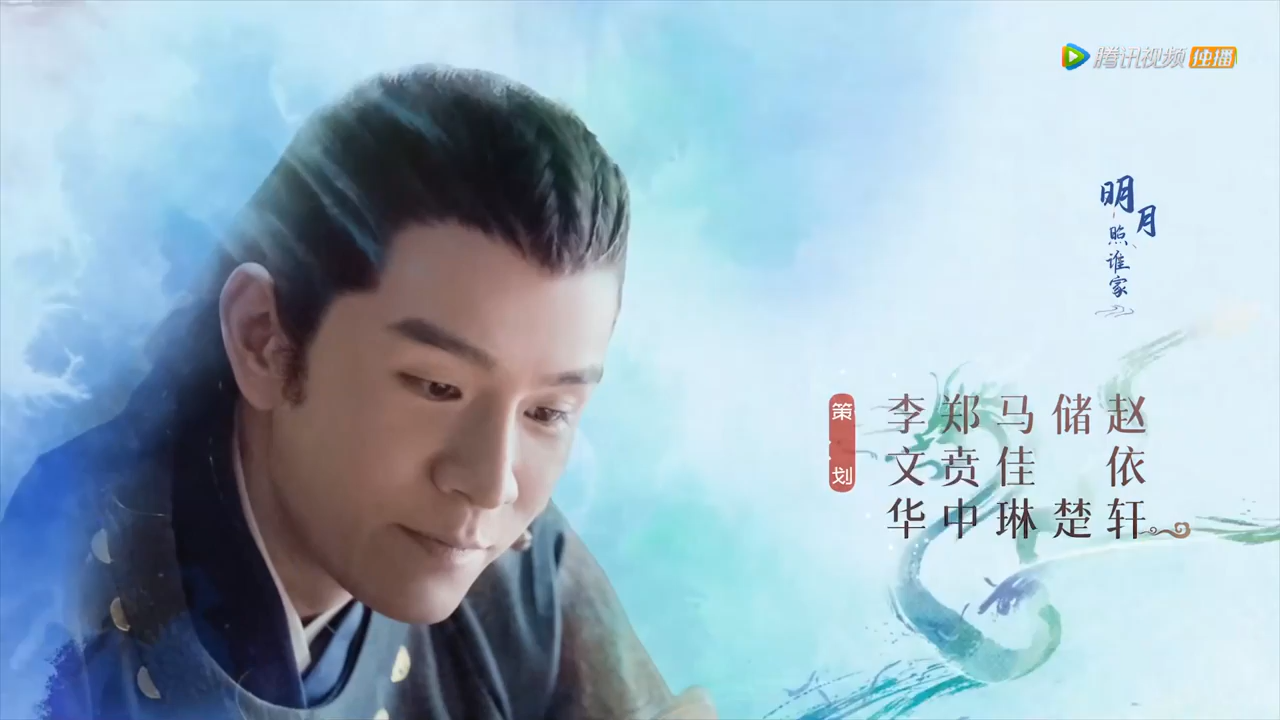 腾讯视频 独播
明月照谁家
策划
李文华
郑贲中
马佳琳
储楚
赵依轩